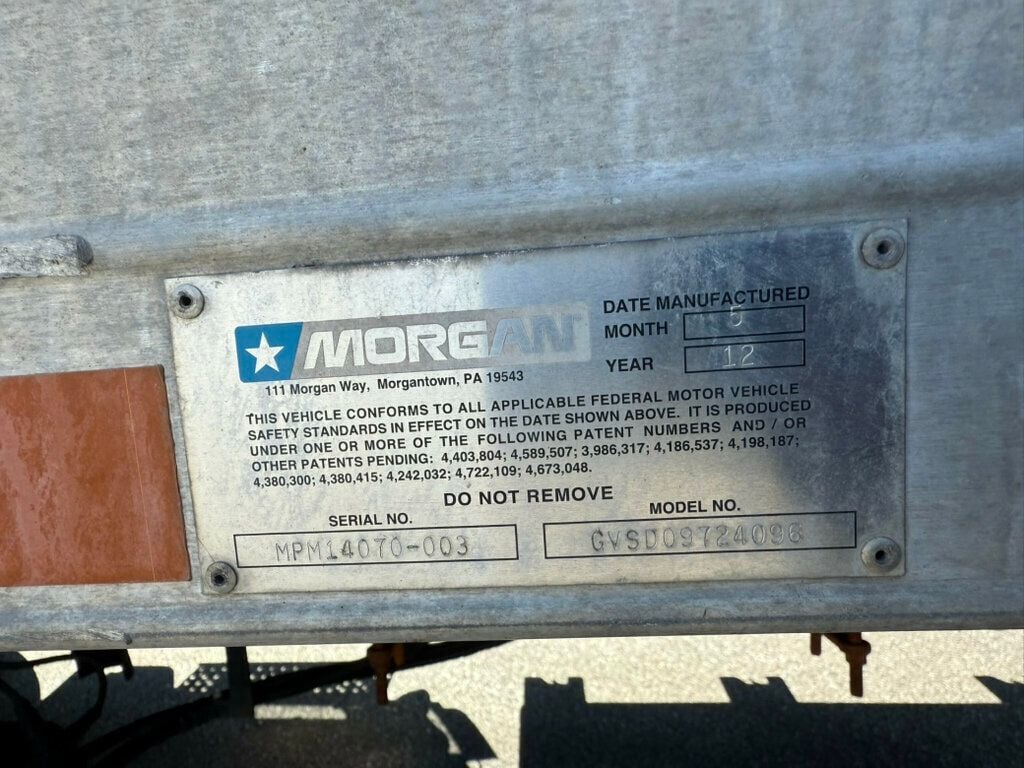 MORGAN
111 Morgan Way, Morgantown, PA 19543
DATE MANUFACTURED
MONTH 5
YEAR 12
THIS VEHICLE CONFORMS TO ALL APPLICABLE FEDERAL MOTOR VEHICLE
SAFETY STANDARDS IN EFFECT ON THE DATE SHOWN ABOVE. IT IS PRODUCED
UNDER ONE OR MORE OF THE FOLLOWING PATENT NUMBERS AND / OR
OTHER PATENTS PENDING: 4,403,804; 4,589,507; 3,986,317; 4,186,537; 4,198,187;
4,380,300; 4,380,415; 4,242,032; 4,722,109; 4,673,048.
DO NOT REMOVE
SERIAL NO.
MPM14070-003
MODEL NO.
GVSD09724096